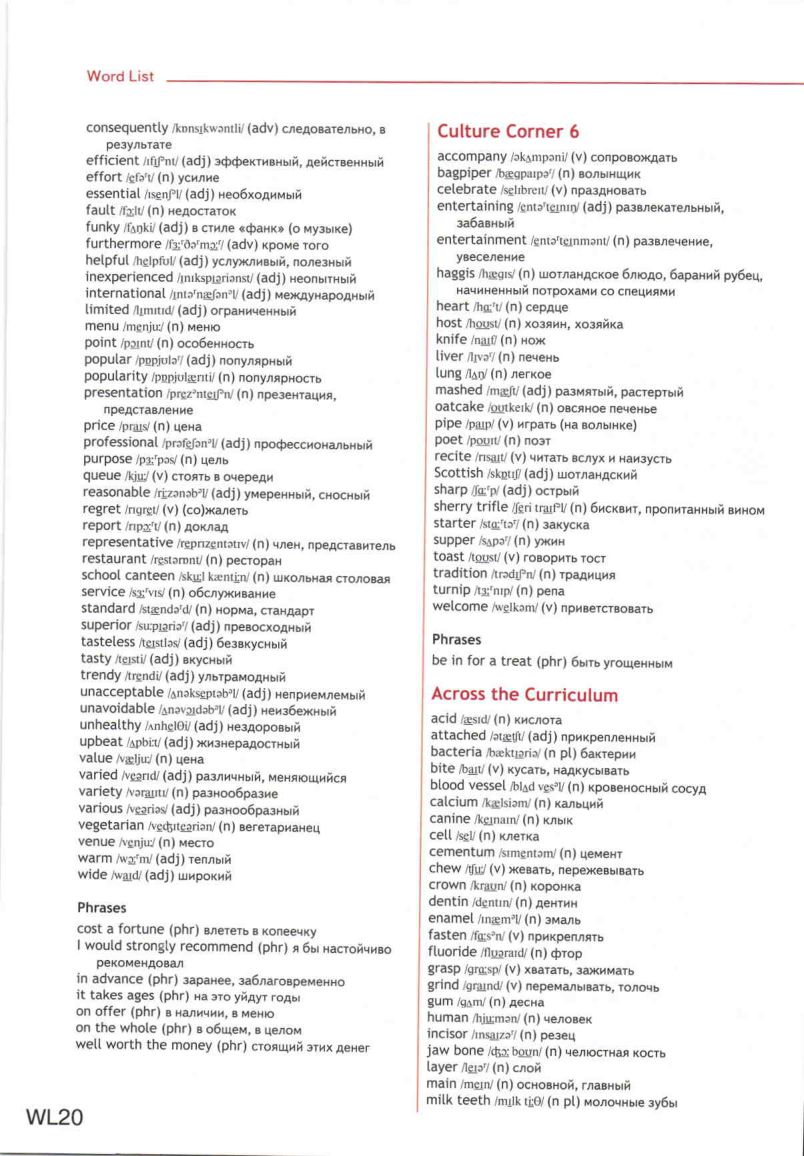 Word List
consequently /kɒnsɪkwəntli/ (adv) следовательно, в
результате
efficient /ɪfɪʃᵊnt/ (adj) эффективный, действенный
effort /efəʳt/ (n) усилие
essential /ɪsenʃᵊl/ (adj) необходимый
fault /fɔːlt/ (n) недостаток
funky /fʌŋki/ (adj) в стиле «фанк» (о музыке)
furthermore /fɜːʳðəʳmɔːʳ/ (adv) кроме того
helpful /helpfʊl/ (adj) услужливый, полезный
inexperienced /ɪnɪkspɪəriənst/ (adj) неопытный
international /ɪntəʳnæʃənᵊl/ (adj) международный
limited /lɪmɪtɪd/ (adj) ограниченный
menu /menjuː/ (n) меню
point /pɔɪnt/ (n) особенность
popular /pɒpjʊləʳ/ (adj) популярный
popularity /pɒpjʊlærɪti/ (n) популярность
presentation /prezᵊnteɪʃᵊn/ (n) презентация,
представление
price /praɪs/ (n) цена
professional /prəfeʃənᵊl/ (adj) профессиональный
purpose /pɜːʳpəs/ (n) цель
queue /kjuː/ (v) стоять в очереди
reasonable /riːzənəbᵊl/ (adj) умеренный, сносный
regret /rɪgret/ (v) (со)жалеть
report /rɪpɔːʳt/ (n) доклад
representative /reprɪzentətɪv/ (n) член, представитель
restaurant /restərɒnt/ (n) ресторан
school canteen /skuːl kæntiːn/ (n) школьная столовая
service /sɜːʳvɪs/ (n) обслуживание
standard /stændəʳd/ (n) норма, стандарт
superior /suːpɪəriəʳ/ (adj) превосходный
tasteless /teɪstləs/ (adj) безвкусный
tasty /teɪsti/ (adj) вкусный
trendy /trendi/ (adj) ультрамодный
unacceptable /ʌnəkseptəbᵊl/ (adj) неприемлемый
unavoidable /ʌnəvɔɪdəbᵊl/ (adj) неизбежный
unhealthy /ʌnhelθi/ (adj) нездоровый
upbeat /ʌpbiːt/ (adj) жизнерадостный
value /væljuː/ (n) цена
varied /veərɪd/ (adj) различный, меняющийся
variety /vəraɪɪti/ (n) разнообразие
various /veəriəs/ (adj) разнообразный
vegetarian /vedʒɪteəriən/ (n) вегетарианец
venue /venjuː/ (n) место
warm /wɔːʳm/ (adj) теплый
wide /waɪd/ (adj) широкий
Phrases
cost a fortune (phr) влететь в копеечку
I would strongly recommend (phr) я бы настойчиво
рекомендовал
in advance (phr) заранее, заблаговременно
it takes ages (phr) на это уйдут годы
on offer (phr) в наличии, в меню
on the whole (phr) в общем, в целом
well worth the money (phr) стоящий этих денег
WL20
Culture Corner 6
accompany /əkʌmpəni/ (v) сопровождать
bagpiper /bægpaɪpəʳ/ (n) волынщик
celebrate /selɪbreɪt/ (v) праздновать
entertaining /entəʳteɪnɪŋ/ (adj) развлекательный,
забавный
entertainment /entəʳteɪnmənt/ (n) развлечение,
увеселение
haggis /hægɪs/ (n) шотландское блюдо, бараний рубец,
начиненный потрохами со специями
heart /hɑːʳt/ (n) сердце
host /hoʊst/ (n) хозяин, хозяйка
knife /naɪf/ (n) нож
liver /lɪvəʳ/ (n) печень
lung /lʌŋ/ (n) легкое
mashed /mæʃt/ (adj) размятый, растертый
oatcake /oʊtkeɪk/ (n) овсяное печенье
pipe /paɪp/ (v) играть (на волынке)
poet /poʊɪt/ (n) поэт
recite /rɪsaɪt/ (v) читать вслух и наизусть
Scottish /skɒtɪʃ/ (adj) шотландский
sharp /ʃɑːʳp/ (adj) острый
sherry trifle /ʃeri traɪfᵊl/ (n) бисквит, пропитанный вином
starter /stɑːʳtəʳ/ (n) закуска
supper /sʌpəʳ/ (n) ужин
toast /toʊst/ (v) говорить тост
tradition /trədɪʃᵊn/ (n) традиция
turnip /tɜːʳnɪp/ (n) репа
welcome /welkəm/ (v) приветствовать
Phrases
be in for a treat (phr) быть угощенным
Across the Curriculum
acid /æsɪd/ (n) кислота
attached /ətætʃt/ (adj) прикрепленный
bacteria /bæktɪəriə/ (n pl) бактерии
bite /baɪt/ (v) кусать, надкусывать
blood vessel /blʌd vesᵊl/ (n) кровеносный сосуд
calcium /kælsiəm/ (n) кальций
canine /keɪnaɪn/ (n) клык
cell /sel/ (n) клетка
cementum /sɪmentəm/ (n) цемент
chew /tʃuː/ (v) жевать, пережевывать
crown /kraʊn/ (n) коронка
dentin /dentɪn/ (n) дентин
enamel /ɪnæmᵊl/ (n) эмаль
fasten /fɑːsᵊn/ (v) прикреплять
fluoride /flʊəraɪd/ (n) фтор
grasp /grɑːsp/ (v) хватать, зажимать
grind /graɪnd/ (v) перемалывать, толочь
gum /gʌm/ (n) десна
human /hjuːmən/ (n) человек
incisor /ɪnsaɪzəʳ/ (n) резец
jaw bone /dʒɔː boʊn/ (n) челюстная кость
layer /leɪəʳ/ (n) слой
main /meɪn/ (n) основной, главный
milk teeth /mɪlk tiːθ/ (n pl) молочные зубы